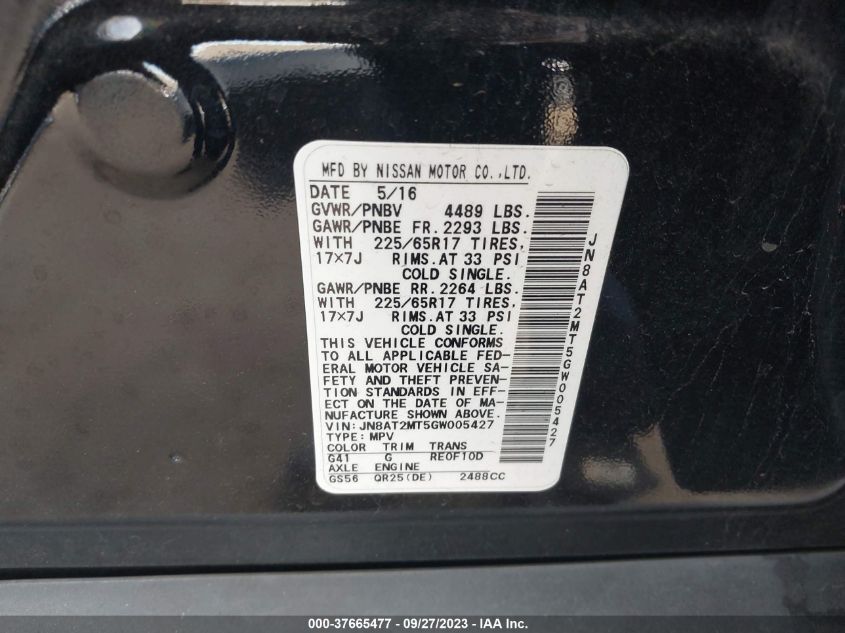 MFD BY NISSAN MOTOR CO.,LTD.
DATE 5/16
GVWR/PNBV 4489 LBS.
GAWR/PNBE FR. 2293 LBS.
WITH 225/65R17 TIRES,
17×7J RIMS.AT 33 PSI
COLD SINGLE.
GAWR/PNBE RR. 2264 LBS.
WITH 225/65R17 TIRES,
17×7J RIMS.AT 33 PSI
COLD SINGLE.
THIS VEHICLE CONFORMS
TO ALL APPLICABLE FED-
ERAL MOTOR VEHICLE SA-
FETY AND THEFT PREVEN-
TION STANDARDS IN EFF-
ECT ON THE DATE OF MA-
NUFACTURE SHOWN ABOVE.
VIN:JN8AT2MT5GW005427
TYPE:MPV
COLOR TRIM TRANS
G41 G RE0F10D
AXLE ENGINE
GS56 QR25(DE) 2488CC
JN8AT2MT5GW005427
000-37665477 - 09/27/2023 - IAA Inc.